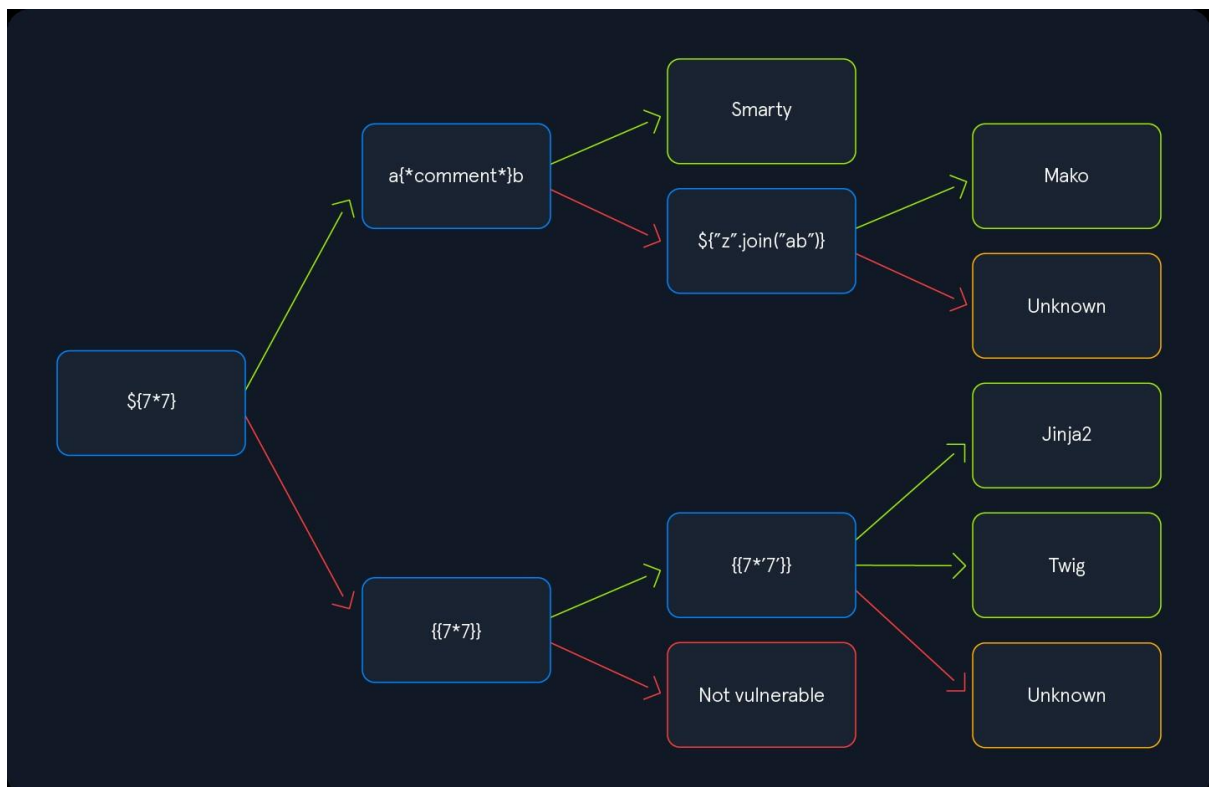 Smarty
a{*comment*}b
Mako
${”z”.join(”ab”)}
Unknown
${7*7}
Jinja2
{{7*’7’}}
Twig
{{7*7}}
Not vulnerable
Unknown